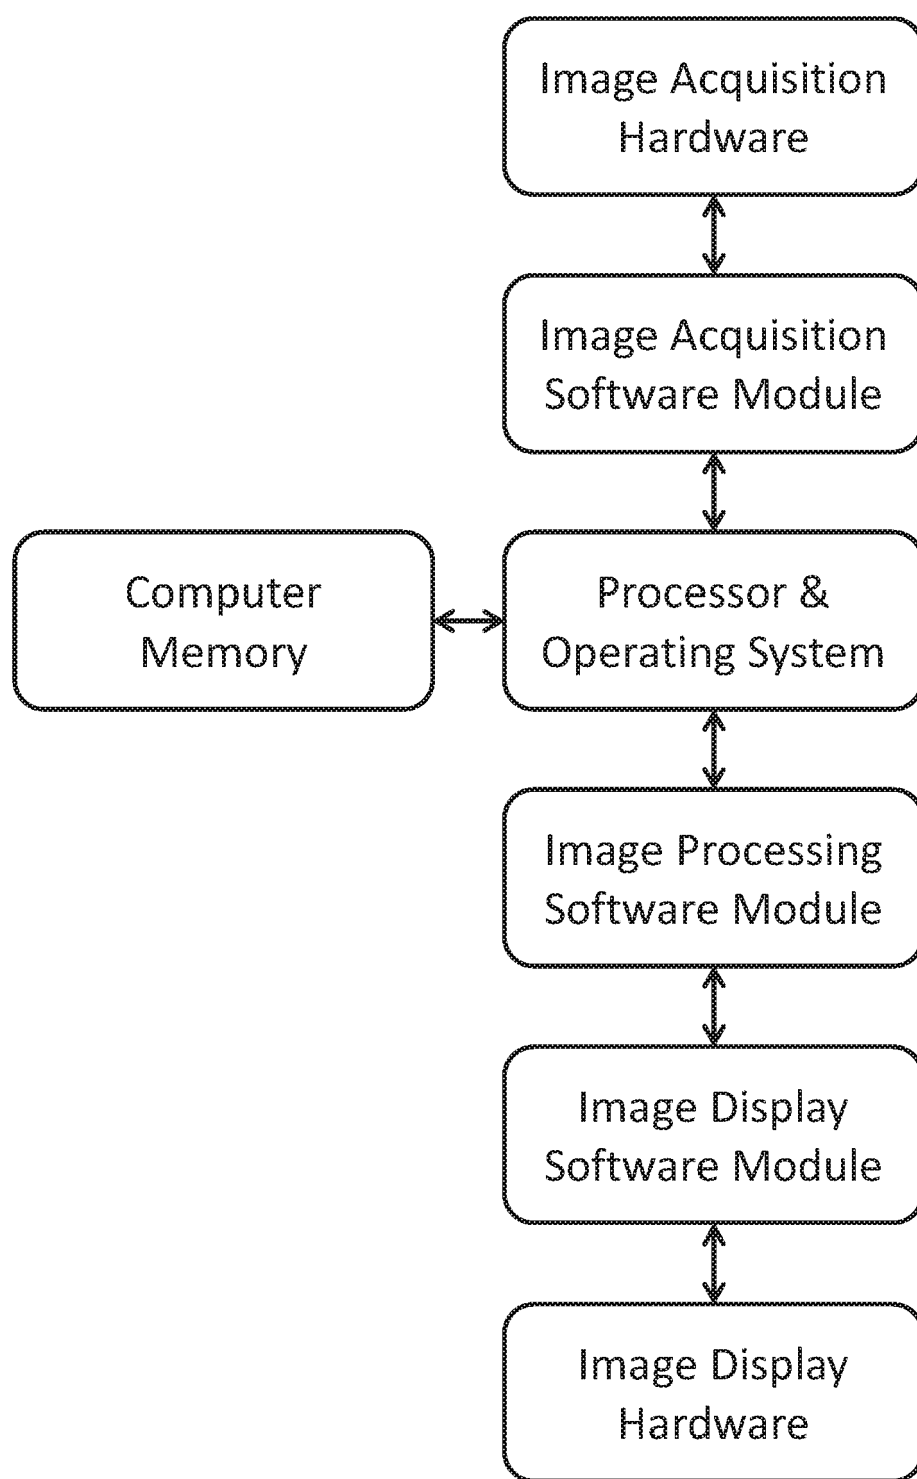 Image Acquisition
Hardware
Image Acquisition
Software Module
Computer
Memory
Processor &
Operating System
Image Processing
Software Module
Image Display
Software Module
Image Display
Hardware